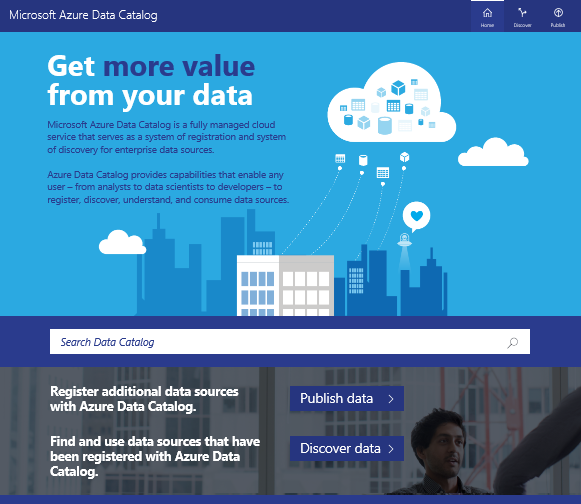 Microsoft Azure Data Catalog
Home
Discover
Publish
Get more value
from your data
Microsoft Azure Data Catalog is a fully managed cloud
service that serves as a system of registration and system
of discovery for enterprise data sources.
Azure Data Catalog provides capabilities that enable any
user – from analysts to data scientists to developers – to
register, discover, understand, and consume data sources.
Search Data Catalog
Register additional data sources
with Azure Data Catalog.
Publish data
Find and use data sources that have
been registered with Azure Data
Catalog.
Discover data